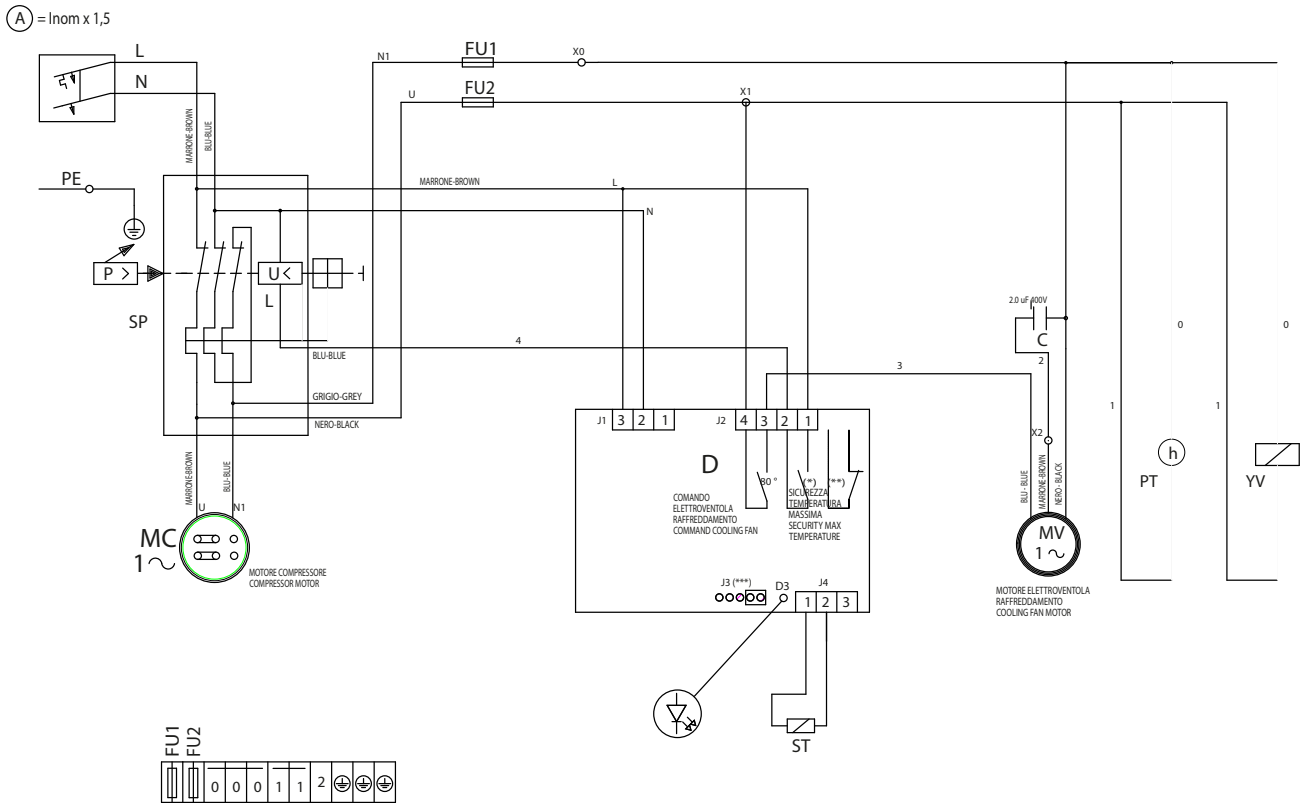 A = Inom x 1,5
L
N
MARRONE-BROWN
BLU-BLUE
N1
FU1
X0
U
FU2
X1
PE
MARRONE-BROWN
L
N
P >
U<
L
SP
BLU-BLUE
4
GRIGIO-GREY
NERO-BLACK
2.0 uF 400V
C
2
3
0
0
1
1
J1 3 2 1
J2 4 3 2 1
D
80 °
(*)
(**)
COMANDO
ELETTROVENTOLA
RAFFREDDAMENTO
COMMAND COOLING FAN
SICUREZZA
TEMPERATURA
MASSIMA
SECURITY MAX
TEMPERATURE
X2
BLU - BLUE
MARRONE-BROWN
NERO - BLACK
h
PT
YV
MARRONE-BROWN
BLU- BLUE
U
N1
MC
1
MOTORE COMPRESSORE
COMPRESSOR MOTOR
MV
1
MOTORE ELETTROVENTOLA
RAFFREDDAMENTO
COOLING FAN MOTOR
J3 (***)
D3
J4
1 2 3
ST
FU1
FU2
0 0 0 1 1 2